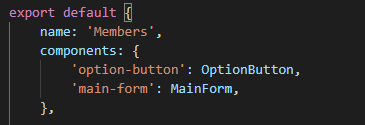 export default {
    name: 'Members',
    components: {
        'option-button': OptionButton,
        'main-form': MainForm,
    },